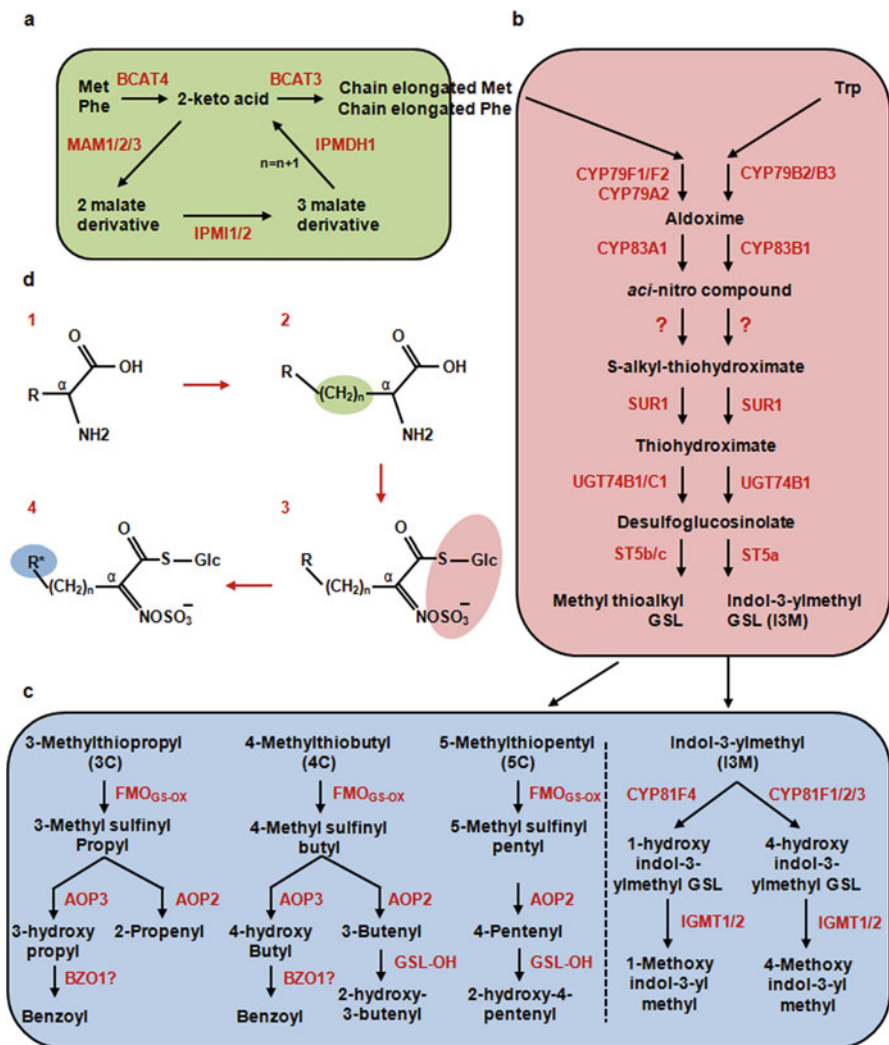 a
BCAT4
BCAT3
Met
Phe
2-keto acid
Chain elongated Met
Chain elongated Phe
MAM1/2/3
IPMDH1
n=n+1
2 malate
derivative
3 malate
derivative
IPMI1/2
b
Trp
CYP79F1/F2
CYP79A2
CYP79B2/B3
Aldoxime
CYP83A1
CYP83B1
aci-nitro compound
?
?
S-alkyl-thiohydroximate
SUR1
SUR1
Thiohydroximate
UGT74B1/C1
UGT74B1
Desulfoglucosinolate
ST5b/c
ST5a
Methyl thioalkyl
GSL
Indol-3-ylmethyl
GSL (I3M)
d
1
O
OH
R
α
NH2
2
O
R
OH
α
(CH2)n
NH2
4
O
R*
S
Glc
α
(CH2)n
NOSO3−
3
O
R
S
Glc
α
(CH2)n
NOSO3−
c
3-Methylthiopropyl
(3C)
FMOGS-OX
3-Methyl sulfinyl
Propyl
AOP3
AOP2
3-hydroxy
propyl
2-Propenyl
BZO1?
Benzoyl
4-Methylthiobutyl
(4C)
FMOGS-OX
4-Methyl sulfinyl
butyl
AOP3
AOP2
4-hydroxy
Butyl
3-Butenyl
BZO1?
GSL-OH
Benzoyl
2-hydroxy-
3-butenyl
5-Methylthiopentyl
(5C)
FMOGS-OX
5-Methyl sulfinyl
pentyl
AOP2
4-Pentenyl
GSL-OH
2-hydroxy-4-
pentenyl
Indol-3-ylmethyl
(I3M)
CYP81F4
CYP81F1/2/3
1-hydroxy
indol-3-
ylmethyl GSL
4-hydroxy
indol-3-
ylmethyl GSL
IGMT1/2
IGMT1/2
1-Methoxy
indol-3-yl
methyl
4-Methoxy
indol-3-yl
methyl